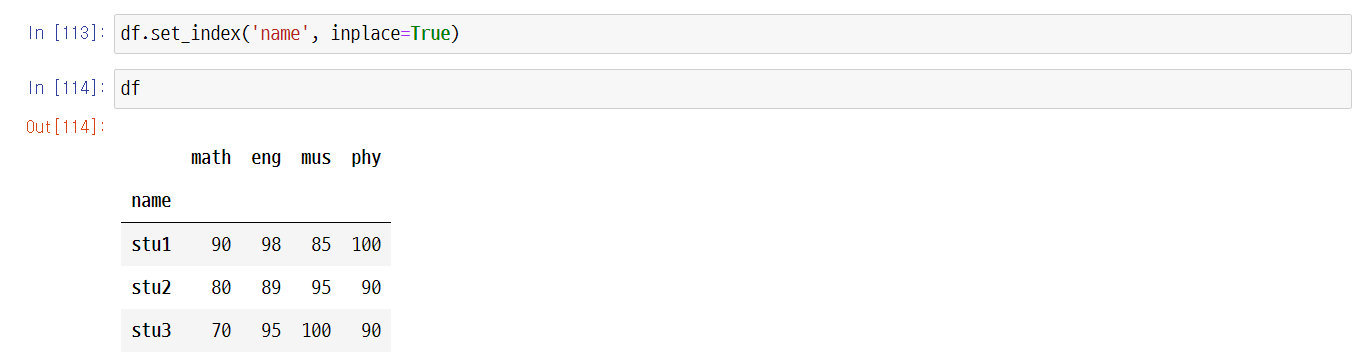 In [113]: df.set_index('name', inplace=True)
In [114]: df
Out[114]:
math eng mus phy
name
stu1 90 98 85 100
stu2 80 89 95 90
stu3 70 95 100 90